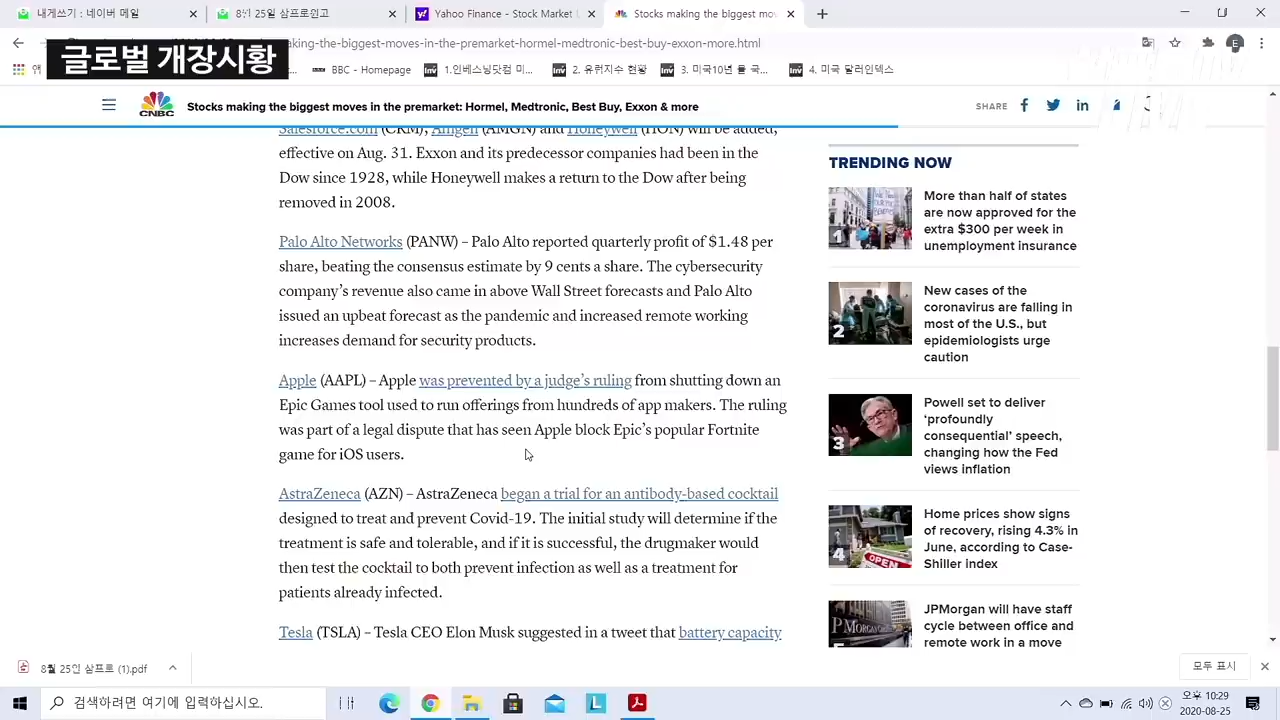 내게쓰기 - 네이버 메일
8월 25일 삼프로원고
Yahoo Finance - Stock Market Li
Stocks making the biggest mov
글로벌 개장시황
aking-the-biggest-moves-in-the-premarket-hormel-medtronic-best-buy-exxon-more.html
E
BBC - Homepage
1.인베스닝닷컴 미...
2. 유럽지수 현황
3. 미국10년 물 국...
4. 미국 달러인덱스
CNBC
Stocks making the biggest moves in the premarket: Hormel, Medtronic, Best Buy, Exxon & more
SHARE
Salesforce.com (CRM), Amgen (AMGN) and Honeywell (HON) will be added,
effective on Aug. 31. Exxon and its predecessor companies had been in the
Dow since 1928, while Honeywell makes a return to the Dow after being
removed in 2008.
Palo Alto Networks (PANW) – Palo Alto reported quarterly profit of $1.48 per
share, beating the consensus estimate by 9 cents a share. The cybersecurity
company's revenue also came in above Wall Street forecasts and Palo Alto
issued an upbeat forecast as the pandemic and increased remote working
increases demand for security products.
Apple (AAPL) – Apple was prevented by a judge's ruling from shutting down an
Epic Games tool used to run offerings from hundreds of app makers. The ruling
was part of a legal dispute that has seen Apple block Epic's popular Fortnite
game for iOS users.
AstraZeneca (AZN) – AstraZeneca began a trial for an antibody-based cocktail
designed to treat and prevent Covid-19. The initial study will determine if the
treatment is safe and tolerable, and if it is successful, the drugmaker would
then test the cocktail to both prevent infection as well as a treatment for
patients already infected.
Tesla (TSLA) – Tesla CEO Elon Musk suggested in a tweet that battery capacity
TRENDING NOW
1
More than half of states
are now approved for the
extra $300 per week in
unemployment insurance
2
New cases of the
coronavirus are falling in
most of the U.S., but
epidemiologists urge
caution
3
Powell set to deliver
'profoundly
consequential' speech,
changing how the Fed
views inflation
4
Home prices show signs
of recovery, rising 4.3% in
June, according to Case-
Shiller index
OPEN
JPMorgan will have staff
cycle between office and
remote work in a move
8월 25일 삼프로 (1).pdf
모두 표시
검색하려면 여기에 입력하십시오.
오후 10:29
2020-08-25